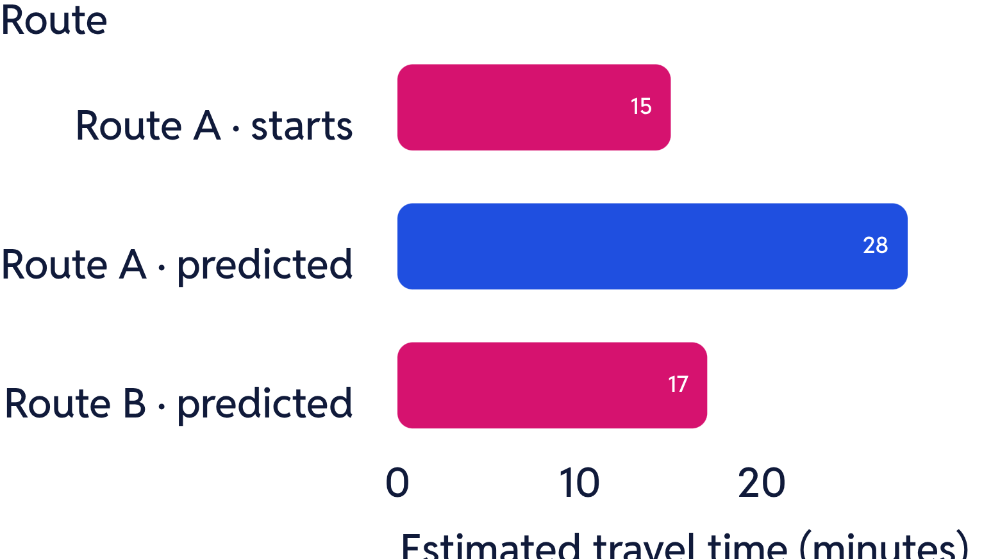 Route
Route A · starts
15
Route A · predicted
28
Route B · predicted
17
0 10 20
Estimated travel time (minutes)